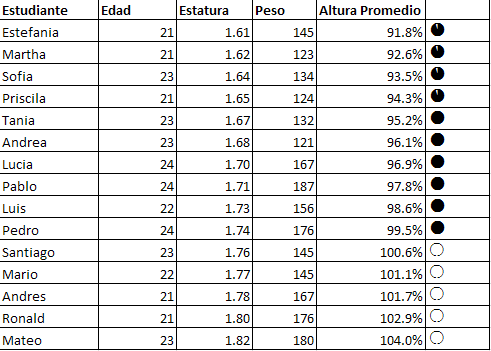 Estudiante Edad Estatura Peso Altura Promedio
Estefania 21 1.61 145 91.8%
Martha 21 1.62 123 92.6%
Sofia 23 1.64 134 93.5%
Priscila 21 1.65 124 94.3%
Tania 23 1.67 132 95.2%
Andrea 23 1.68 121 96.1%
Lucia 24 1.70 167 96.9%
Pablo 24 1.71 187 97.8%
Luis 22 1.73 156 98.6%
Pedro 24 1.74 176 99.5%
Santiago 23 1.76 145 100.6%
Mario 22 1.77 145 101.1%
Andres 21 1.78 167 101.7%
Ronald 21 1.80 176 102.9%
Mateo 23 1.82 180 104.0%